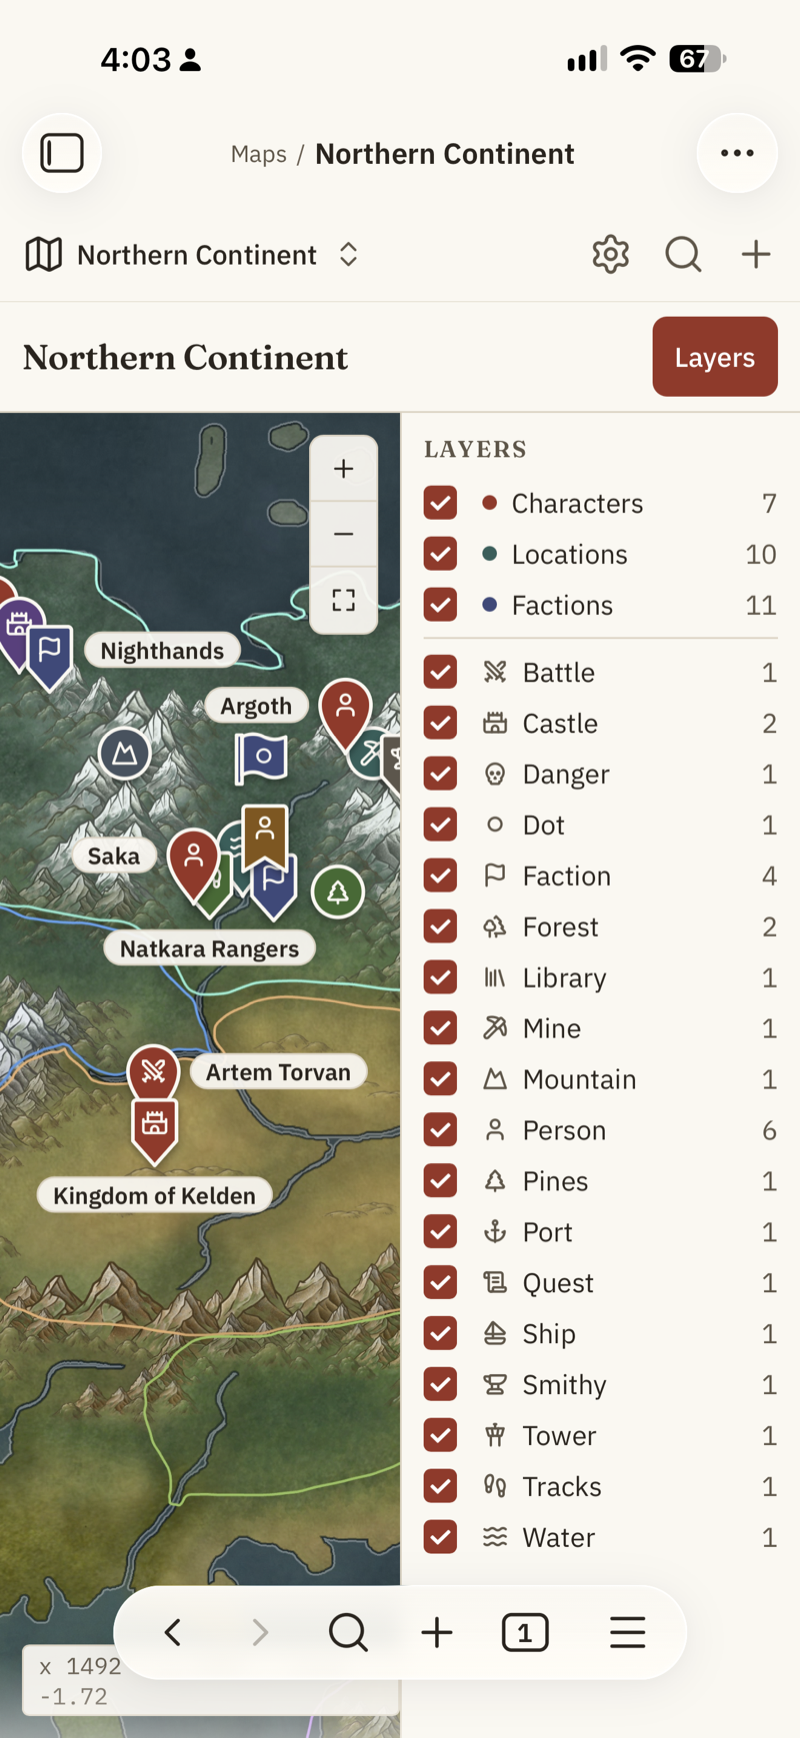 4:03
67
Maps / Northern Continent
Northern Continent
Northern Continent
Layers
LAYERS
Characters 7
Locations 10
Factions 11
Battle 1
Castle 2
Danger 1
Dot 1
Faction 4
Forest 2
Library 1
Mine 1
Mountain 1
Person 6
Pines 1
Port 1
Quest 1
Ship 1
Smithy 1
Tower 1
Tracks 1
Water 1
Nighthands
Argoth
Saka
Natkara Rangers
Artem Torvan
Kingdom of Kelden
x 1492
-1.72
1